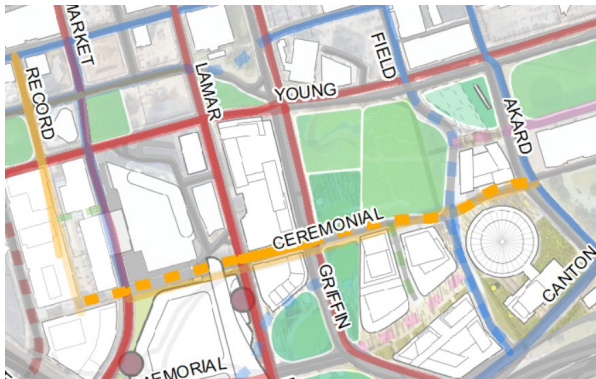 MARKET
RECORD
LAMAR
YOUNG
FIELD
AKARD
CEREMONIAL
GRIFFIN
CANTON
MEMORIAL